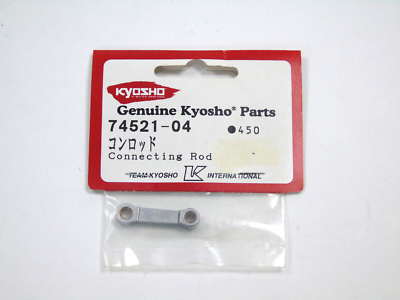 KYOSHO
Genuine Kyosho® Parts
74521-04 ●450
コンロッド
Connecting Rod
TEAM KYOSHO K INTERNATIONAL